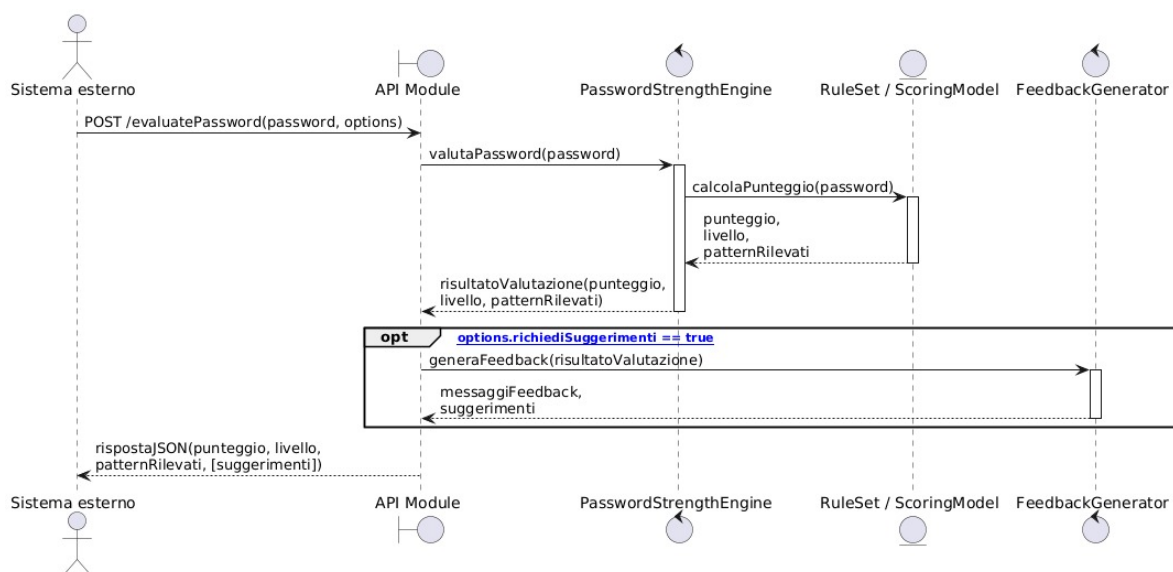 Sistema esterno
API Module
PasswordStrengthEngine
RuleSet / ScoringModel
FeedbackGenerator
POST /evaluatePassword(password, options)
valutaPassword(password)
calcolaPunteggio(password)
punteggio,
livello,
patternRilevati
risultatoValutazione(punteggio,
livello, patternRilevati)
opt
options.richiediSuggerimenti == true
generaFeedback(risultatoValutazione)
messaggiFeedback,
suggerimenti
rispostaJSON(punteggio, livello,
patternRilevati, [suggerimenti])
Sistema esterno
API Module
PasswordStrengthEngine
RuleSet / ScoringModel
FeedbackGenerator